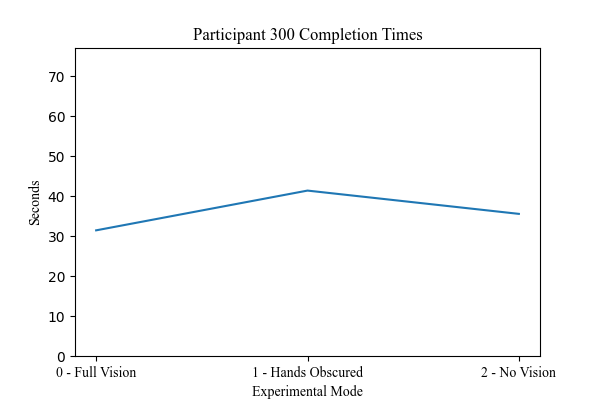 Participant 300 Completion Times
70
60
50
40
30
20
10
0
Seconds
0 - Full Vision
1 - Hands Obscured
2 - No Vision
Experimental Mode